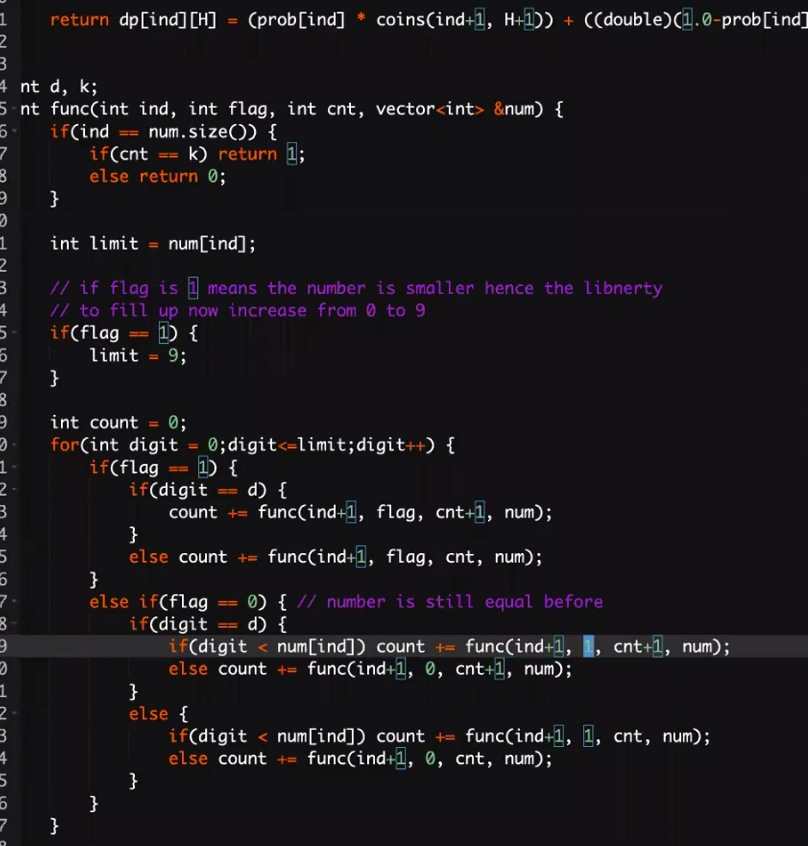 1 return dp[ind][H] = (prob[ind] * coins(ind+1, H+1)) + ((double)(1.0-prob[ind]
2
3
4 nt d, k;
5 nt func(int ind, int flag, int cnt, vector<int> &num) {
6 if(ind == num.size()) {
7 if(cnt == k) return 1;
8 else return 0;
9 }
0
1 int limit = num[ind];
2
3 // if flag is 1 means the number is smaller hence the libnerty
4 // to fill up now increase from 0 to 9
5 if(flag == 1) {
6 limit = 9;
7 }
8
9 int count = 0;
0 for(int digit = 0;digit<=limit;digit++) {
1 if(flag == 1) {
2 if(digit == d) {
3 count += func(ind+1, flag, cnt+1, num);
4 }
5 else count += func(ind+1, flag, cnt, num);
6 }
7 else if(flag == 0) { // number is still equal before
8 if(digit == d) {
9 if(digit < num[ind]) count += func(ind+1, 1, cnt+1, num);
0 else count += func(ind+1, 0, cnt+1, num);
1 }
2 else {
3 if(digit < num[ind]) count += func(ind+1, 1, cnt, num);
4 else count += func(ind+1, 0, cnt, num);
5 }
6 }
7 }